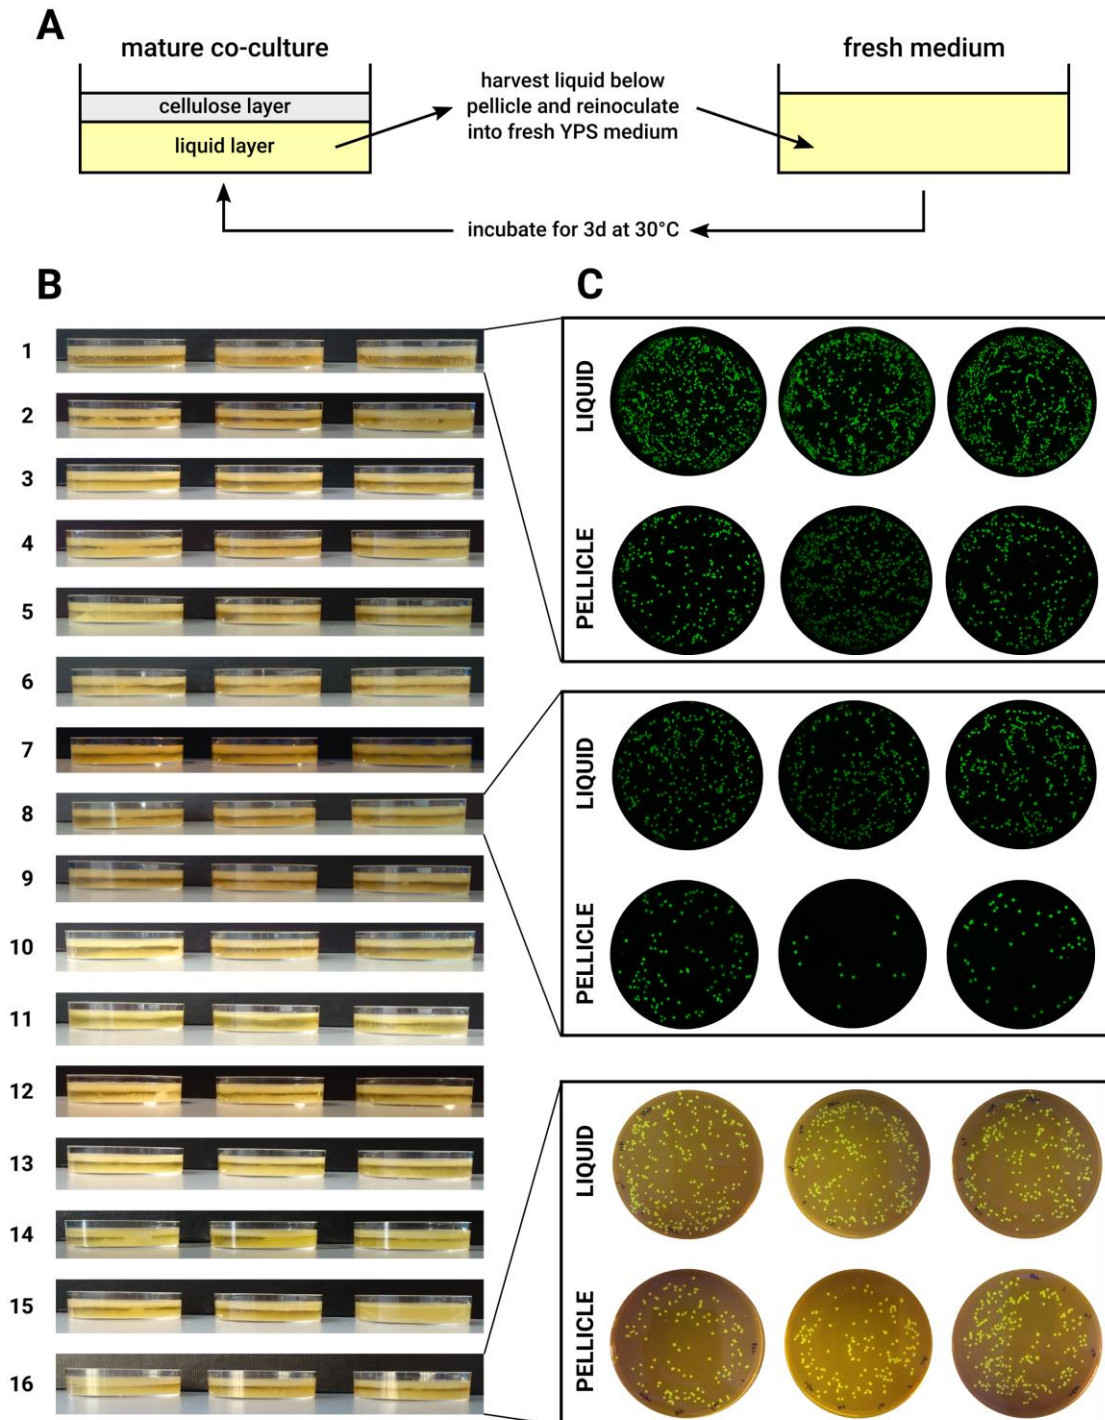 A
mature co-culture
cellulose layer
liquid layer
harvest liquid below
pellicle and reinoculate
into fresh YPS medium
fresh medium
incubate for 3d at 30°C
B
1
2
3
4
5
6
7
8
9
10
11
12
13
14
15
16
C
LIQUID
PELLICLE
LIQUID
PELLICLE
LIQUID
PELLICLE